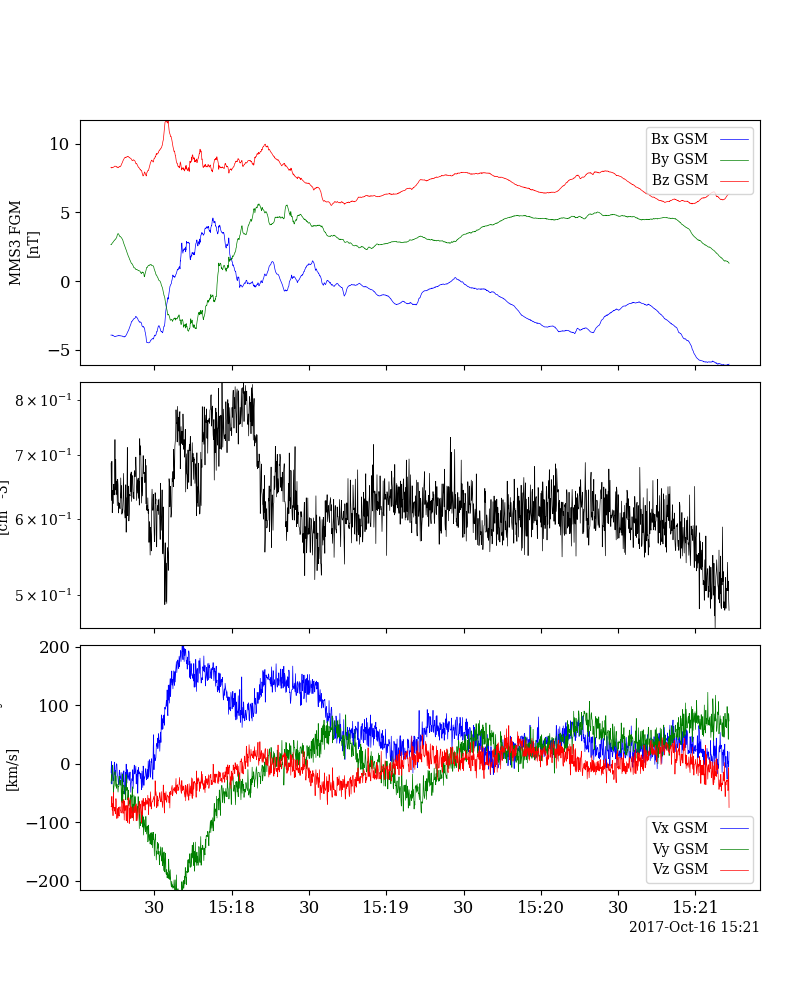 10
5
0
−5
MMS3 FGM
[nT]
Bx GSM
By GSM
Bz GSM
8 × 10⁻¹
7 × 10⁻¹
6 × 10⁻¹
5 × 10⁻¹
200
100
0
−100
−200
[km/s]
Vx GSM
Vy GSM
Vz GSM
30 15:18 30 15:19 30 15:20 30 15:21
2017-Oct-16 15:21